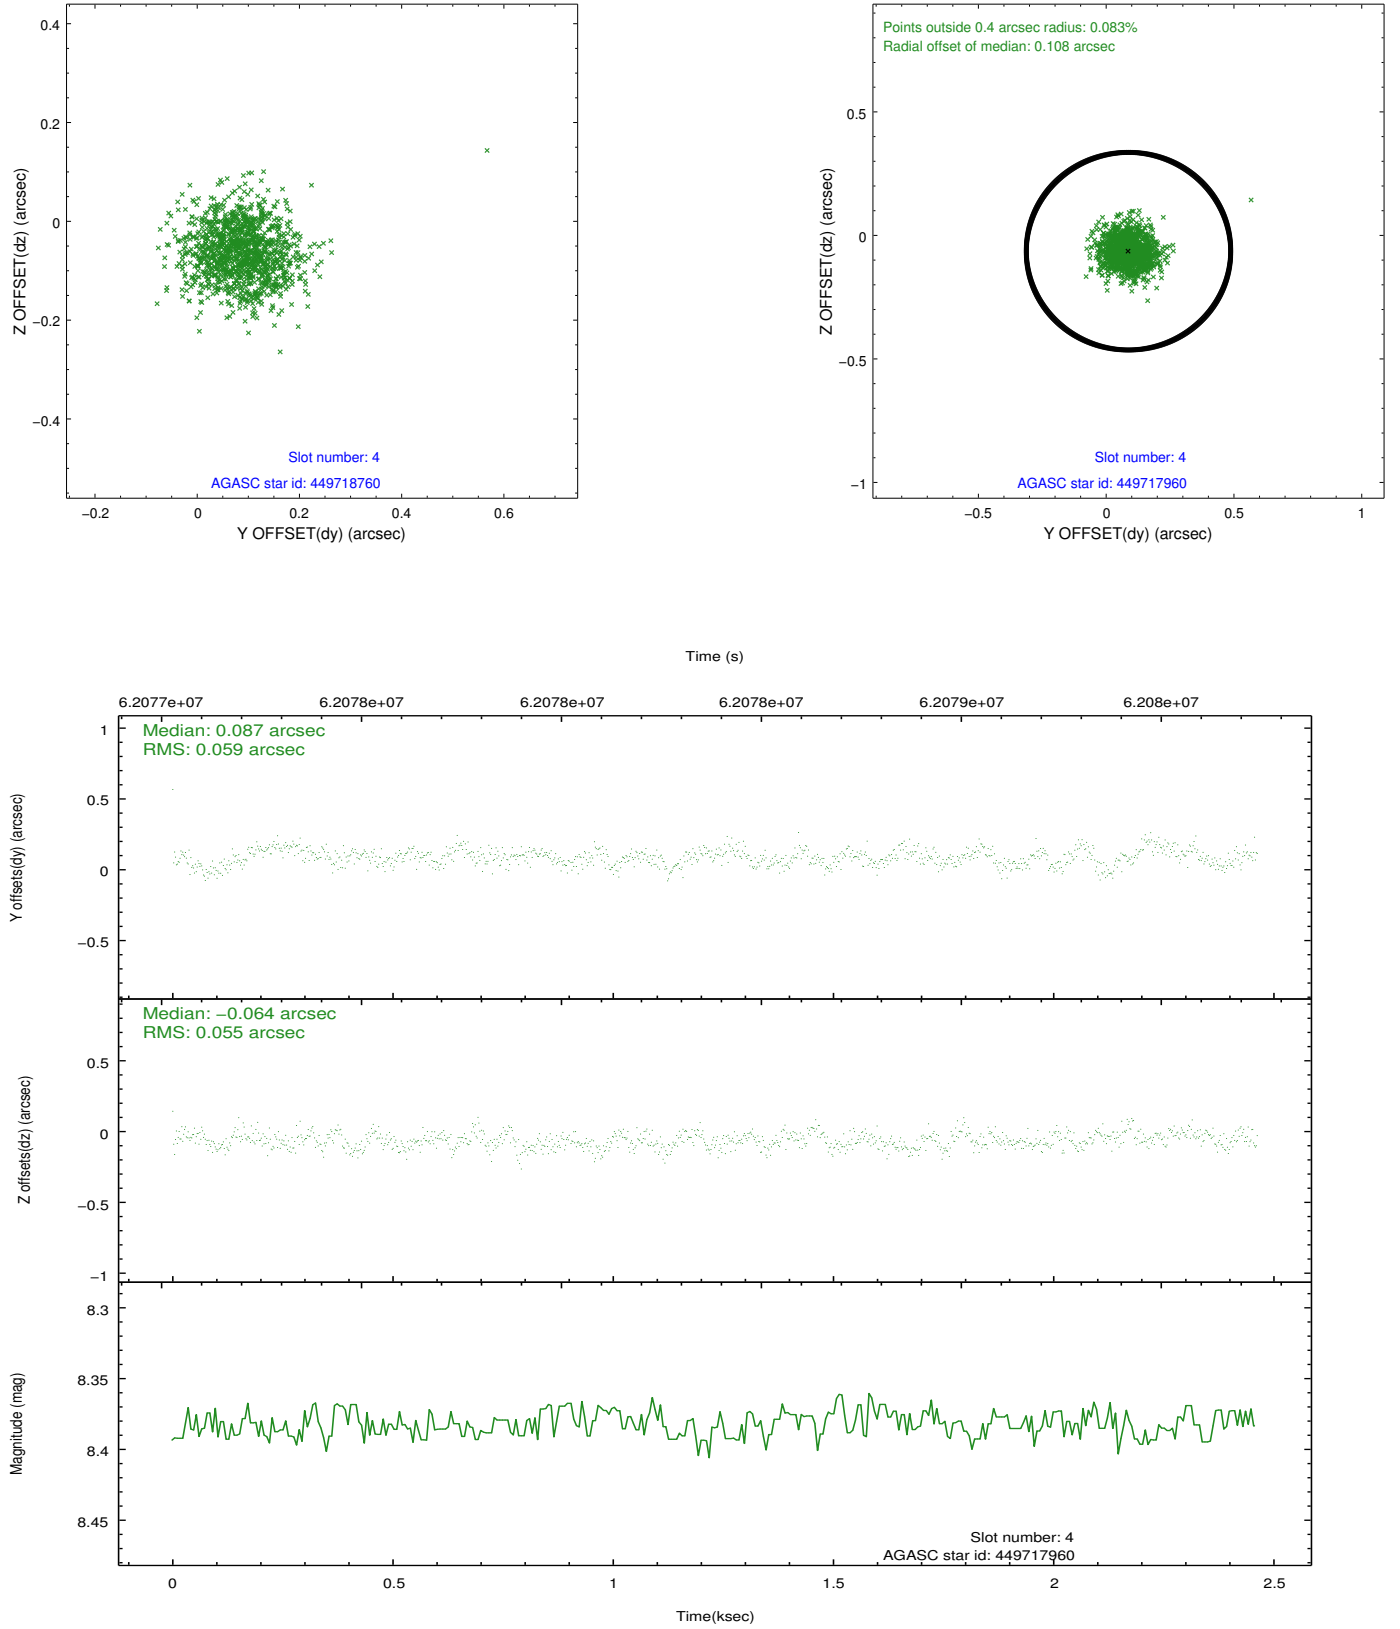 0.4
0.2
0
−0.2
−0.4
Z OFFSET(dz) (arcsec)
Slot number: 4
AGASC star id: 449718760
−0.2 0 0.2 0.4 0.6
Y OFFSET(dy) (arcsec)
Points outside 0.4 arcsec radius: 0.083%
Radial offset of median: 0.108 arcsec
0.5
0
−0.5
−1
Z OFFSET(dz) (arcsec)
Slot number: 4
AGASC star id: 449717960
−0.5 0 0.5 1
Y OFFSET(dy) (arcsec)
Time (s)
6.2077e+07 6.2078e+07 6.2078e+07 6.2078e+07 6.2079e+07 6.208e+07
Median: 0.087 arcsec
RMS: 0.059 arcsec
1
0.5
0
−0.5
Y offsets(dy) (arcsec)
Median: −0.064 arcsec
RMS: 0.055 arcsec
0.5
0
−0.5
−1
Z offsets(dz) (arcsec)
8.3
8.35
8.4
8.45
Magnitude (mag)
Slot number: 4
AGASC star id: 449717960
0 0.5 1 1.5 2 2.5
Time(ksec)